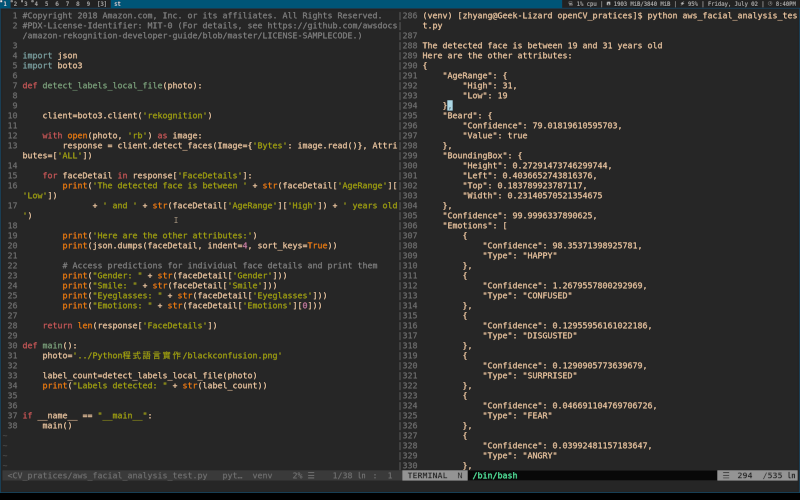 1 2 3 4 5 6 7 8 9 [3] st 1% cpu | 1903 MiB/3840 MiB | 95% | Friday, July 02 | 8:40PM
1 #Copyright 2018 Amazon.com, Inc. or its affiliates. All Rights Reserved.
2 #PDX-License-Identifier: MIT-0 (For details, see https://github.com/awsdocs
/amazon-rekognition-developer-guide/blob/master/LICENSE-SAMPLECODE.)
3
4 import json
5 import boto3
6
7 def detect_labels_local_file(photo):
8
9
10     client=boto3.client('rekognition')
11
12     with open(photo, 'rb') as image:
13         response = client.detect_faces(Image={'Bytes': image.read()}, Attri
butes=['ALL'])
14
15     for faceDetail in response['FaceDetails']:
16         print('The detected face is between ' + str(faceDetail['AgeRange'][
'Low'])
17               + ' and ' + str(faceDetail['AgeRange']['High']) + ' years old
')
18
19         print('Here are the other attributes:')
20         print(json.dumps(faceDetail, indent=4, sort_keys=True))
21
22         # Access predictions for individual face details and print them
23         print("Gender: " + str(faceDetail['Gender']))
24         print("Smile: " + str(faceDetail['Smile']))
25         print("Eyeglasses: " + str(faceDetail['Eyeglasses']))
26         print("Emotions: " + str(faceDetail['Emotions'][0]))
27
28     return len(response['FaceDetails'])
29
30 def main():
31     photo='../Python程式語言實作/blackconfusion.png'
32
33     label_count=detect_labels_local_file(photo)
34     print("Labels detected: " + str(label_count))
35
36
37 if __name__ == "__main__":
38     main()
<CV_pratices/aws_facial_analysis_test.py pyt… venv 2% ☰ 1/38 ln : 1
286 (venv) [zhyang@Geek-Lizard openCV_pratices]$ python aws_facial_analysis_tes
t.py
287
288 The detected face is between 19 and 31 years old
289 Here are the other attributes:
290 {
291     "AgeRange": {
292         "High": 31,
293         "Low": 19
294     },
295     "Beard": {
296         "Confidence": 79.01819610595703,
297         "Value": true
298     },
299     "BoundingBox": {
300         "Height": 0.27291473746299744,
301         "Left": 0.4036652743816376,
302         "Top": 0.183789923787117,
303         "Width": 0.23140570521354675
304     },
305     "Confidence": 99.9996337890625,
306     "Emotions": [
307         {
308             "Confidence": 98.35371398925781,
309             "Type": "HAPPY"
310         },
311         {
312             "Confidence": 1.2679557800292969,
313             "Type": "CONFUSED"
314         },
315         {
316             "Confidence": 0.12955956161022186,
317             "Type": "DISGUSTED"
318         },
319         {
320             "Confidence": 0.1290905773639679,
321             "Type": "SURPRISED"
322         },
323         {
324             "Confidence": 0.046691104769706726,
325             "Type": "FEAR"
326         },
327         {
328             "Confidence": 0.03992481157183647,
329             "Type": "ANGRY"
330         },
TERMINAL N /bin/bash ☰ 294 /535 ln